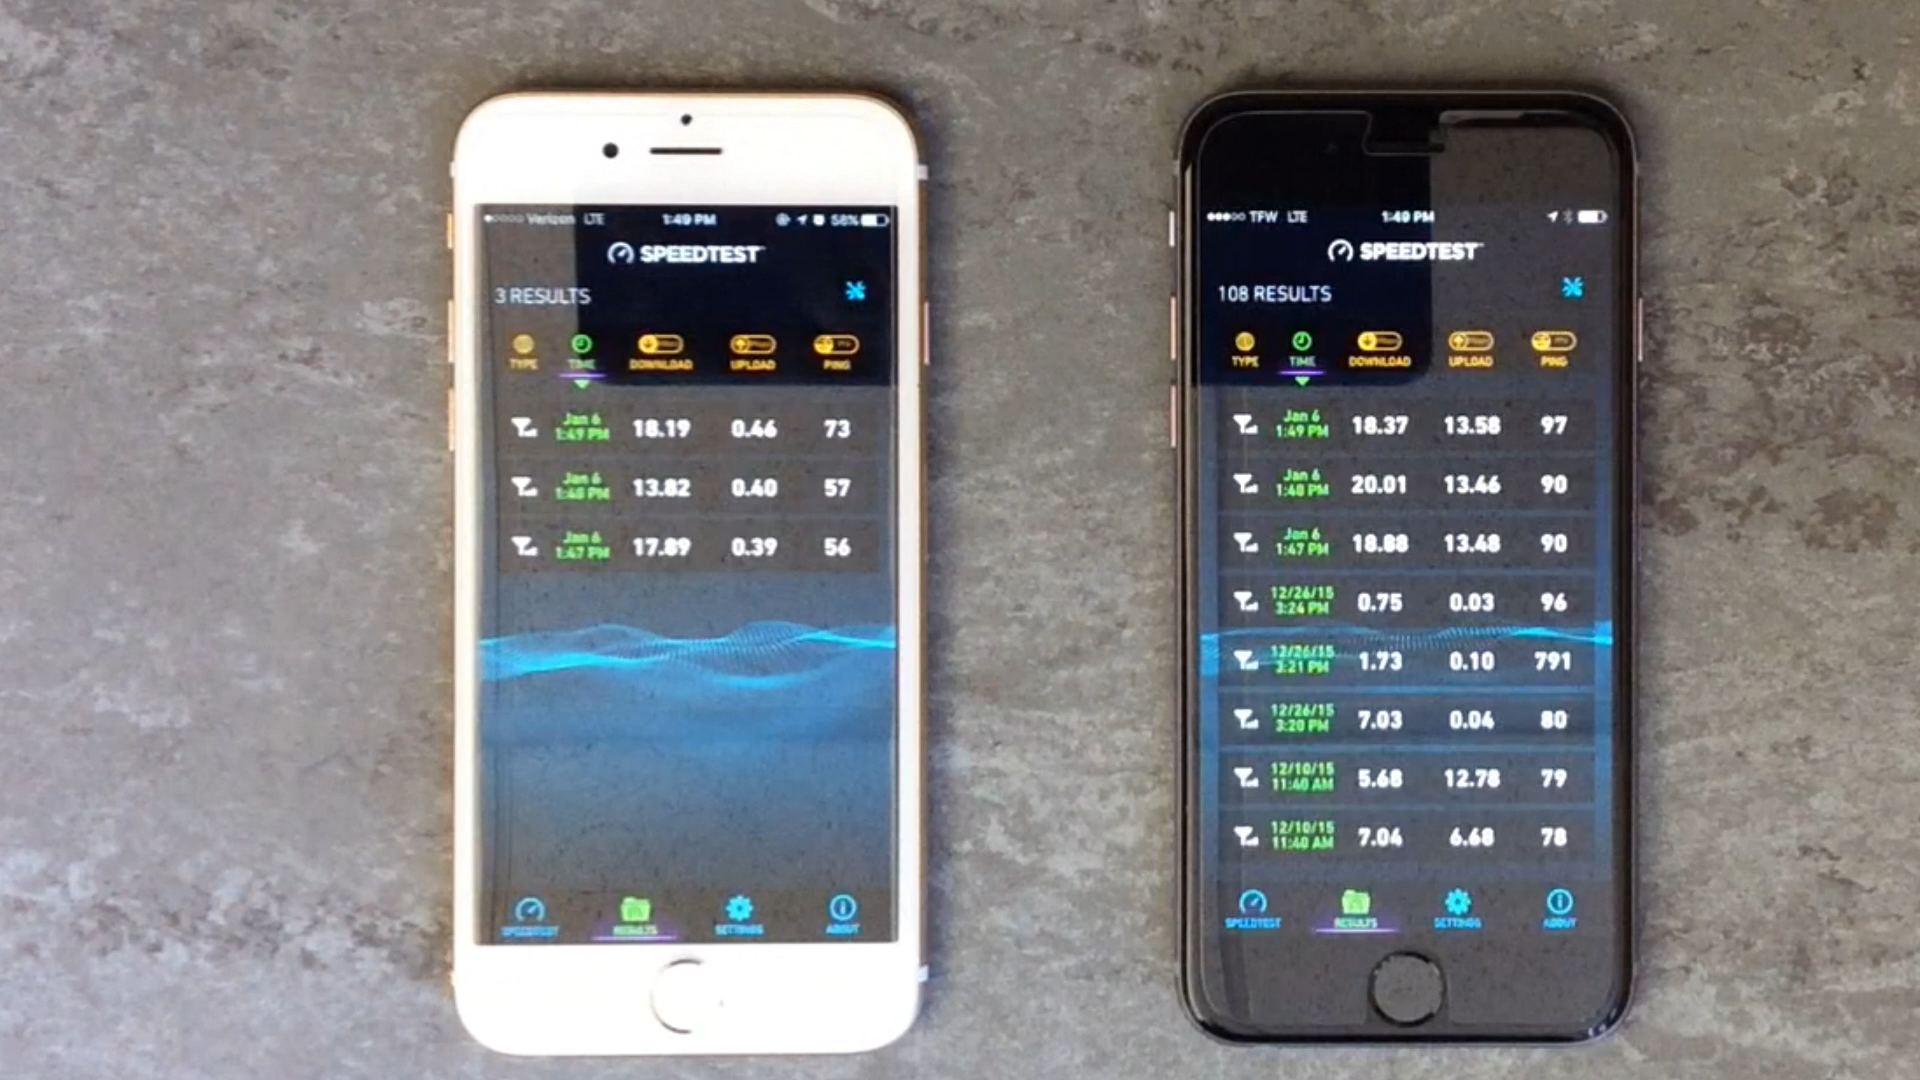 Verizon LTE 1:49 PM 58%
SPEEDTEST
3 RESULTS
TYPE TIME DOWNLOAD UPLOAD PING
Jan 6
1:49 PM 18.19 0.46 73
Jan 6
1:48 PM 13.82 0.40 57
Jan 6
1:47 PM 17.89 0.39 56
SPEEDTEST RESULTS SETTINGS ABOUT
TFW LTE 1:49 PM
SPEEDTEST
108 RESULTS
TYPE TIME DOWNLOAD UPLOAD PING
Jan 6
1:49 PM 18.37 13.58 97
Jan 6
1:48 PM 20.01 13.46 90
Jan 6
1:47 PM 18.88 13.48 90
12/26/15
3:24 PM 0.75 0.03 96
12/26/15
3:21 PM 1.73 0.10 791
12/26/15
3:20 PM 7.03 0.04 80
12/10/15
11:40 AM 5.68 12.78 79
12/10/15
11:40 AM 7.04 6.68 78
SPEEDTEST RESULTS SETTINGS ABOUT